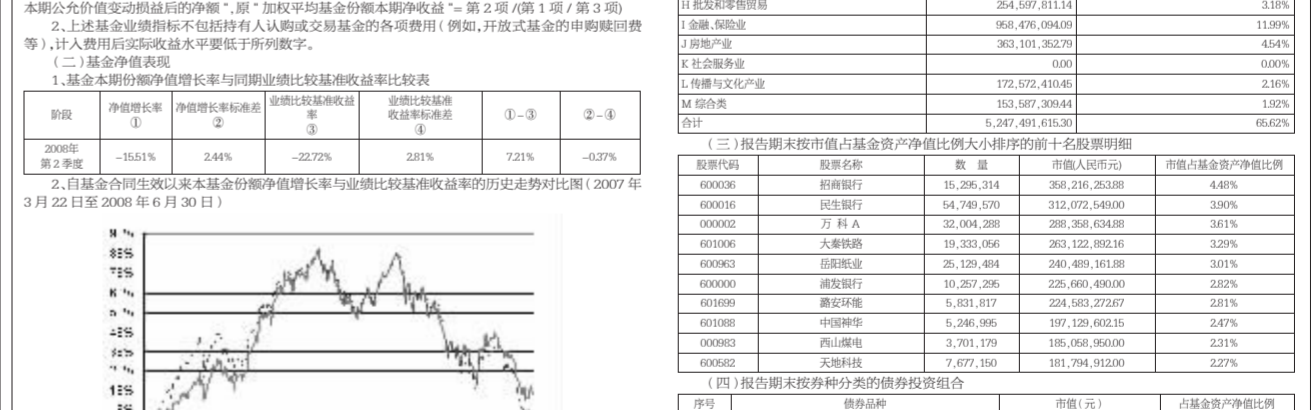 本期公允价值变动损益后的净额“,原“加权平均基金份额本期净收益“=第2项/(第1项/第3项)
2、上述基金业绩指标不包括持有人认购或交易基金的各项费用(例如,开放式基金的申购赎回费
等),计入费用后实际收益水平要低于所列数字。
(二)基金净值表现
1、基金本期份额净值增长率与同期业绩比较基准收益率比较表
阶段 净值增长率① 净值增长率标准差② 业绩比较基准收益率③ 业绩比较基准收益率标准差④ ①-③ ②-④
2008年第2季度 -15.51% 2.44% -22.72% 2.81% 7.21% -0.37%
2、自基金合同生效以来本基金份额净值增长率与业绩比较基准收益率的历史走势对比图(2007年
3月22日至2008年6月30日)
H 批发和零售贸易 254,597,811.14 3.18%
I 金融、保险业 958,476,094.09 11.99%
J 房地产业 363,101,352.79 4.54%
K 社会服务业 0.00 0.00%
L 传播与文化产业 172,572,410.45 2.16%
M 综合类 153,587,309.44 1.92%
合计 5,247,491,615.30 65.62%
(三)报告期末按市值占基金资产净值比例大小排序的前十名股票明细
股票代码 股票名称 数 量 市值(人民币元) 市值占基金资产净值比例
600036 招商银行 15,295,314 358,216,253.88 4.48%
600016 民生银行 54,749,570 312,072,549.00 3.90%
000002 万 科 A 32,004,288 288,358,634.88 3.61%
601006 大秦铁路 19,333,056 263,122,892.16 3.29%
600963 岳阳纸业 25,129,484 240,489,161.88 3.01%
600000 浦发银行 10,257,295 225,660,490.00 2.82%
601699 潞安环能 5,831,817 224,583,272.67 2.81%
601088 中国神华 5,246,995 197,129,602.15 2.47%
000983 西山煤电 3,701,179 185,058,950.00 2.31%
600582 天地科技 7,677,150 181,794,912.00 2.27%
(四)报告期末按券种分类的债券投资组合
序号 债券品种 市值(元) 占基金资产净值比例